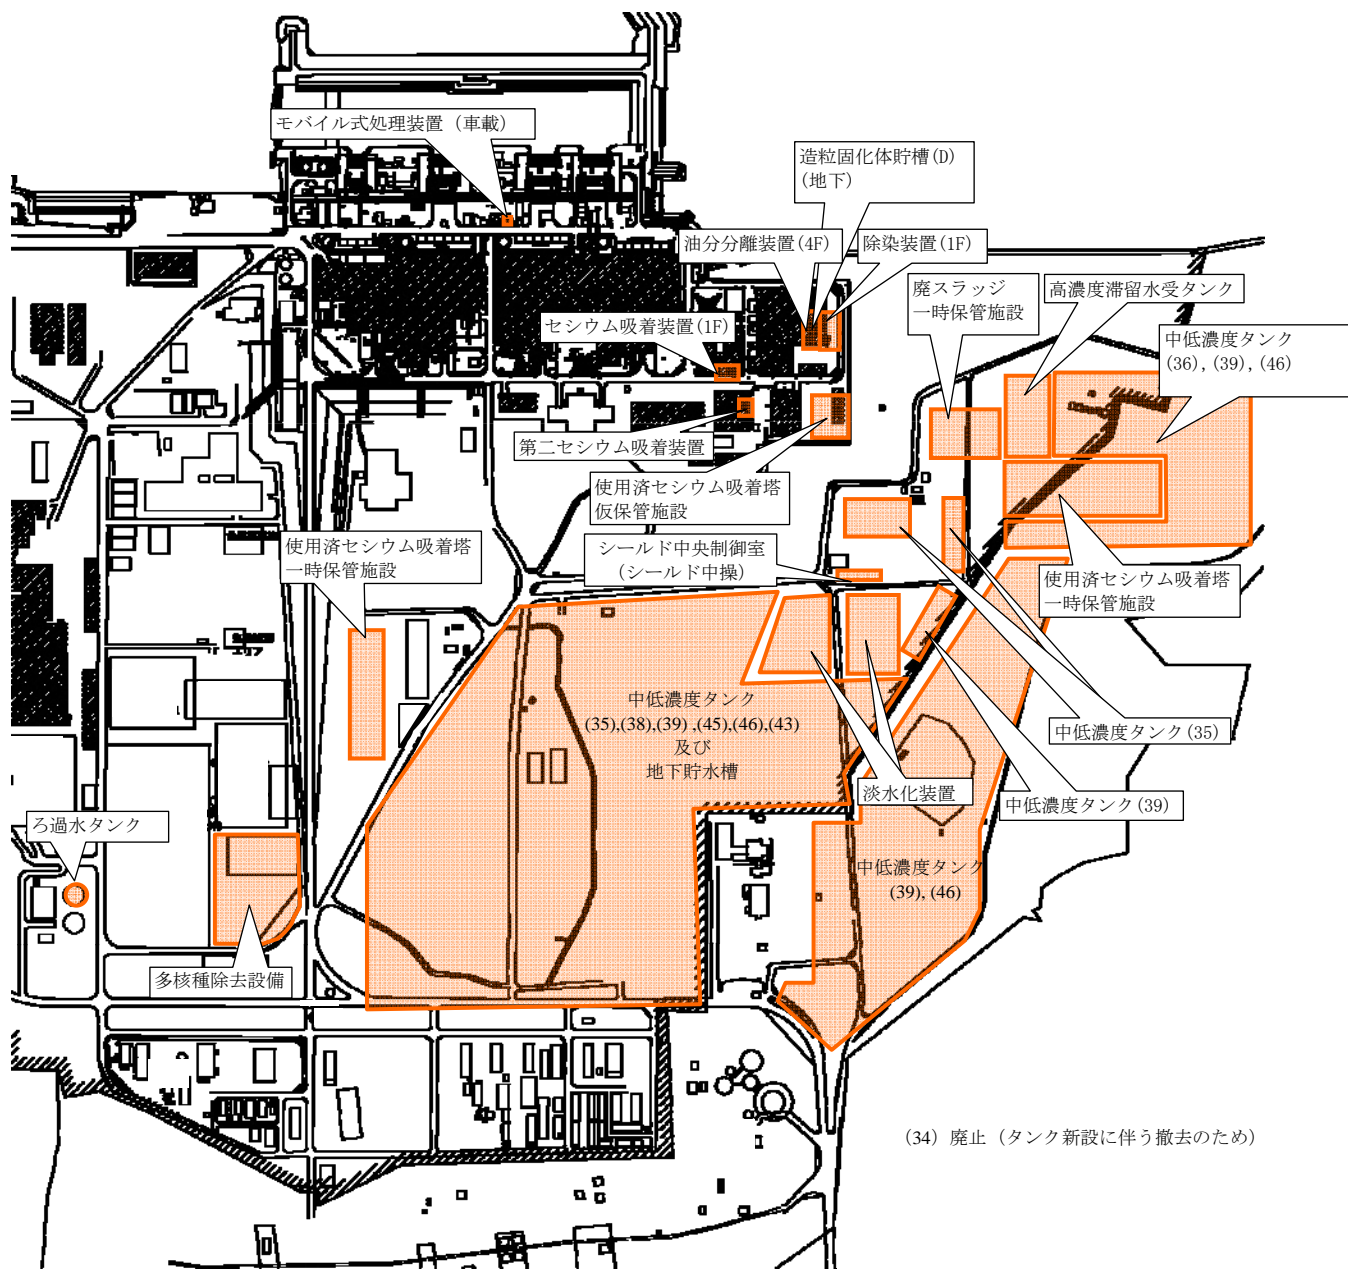 モバイル式処理装置（車載）
造粒固化体貯槽(D)
(地下)
油分分離装置(4F)
除染装置(1F)
廃スラッジ
一時保管施設
高濃度滞留水受タンク
セシウム吸着装置(1F)
中低濃度タンク
(36), (39), (46)
第二セシウム吸着装置
使用済セシウム吸着塔
仮保管施設
使用済セシウム吸着塔
一時保管施設
シールド中央制御室
（シールド中操）
使用済セシウム吸着塔
一時保管施設
中低濃度タンク
(35),(38),(39) ,(45),(46),(43)
及び
地下貯水槽
中低濃度タンク(35)
淡水化装置
中低濃度タンク(39)
ろ過水タンク
中低濃度タンク
(39), (46)
多核種除去設備
（34）廃止（タンク新設に伴う撤去のため）